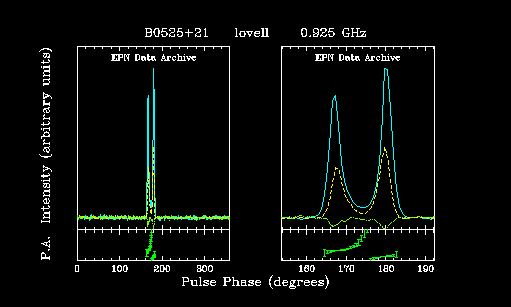 B0525+21 lovell 0.925 GHz
EPN Data Archive EPN Data Archive
P.A. Intensity (arbitrary units)
0 100 200 300 160 170 180 190
Pulse Phase (degrees)